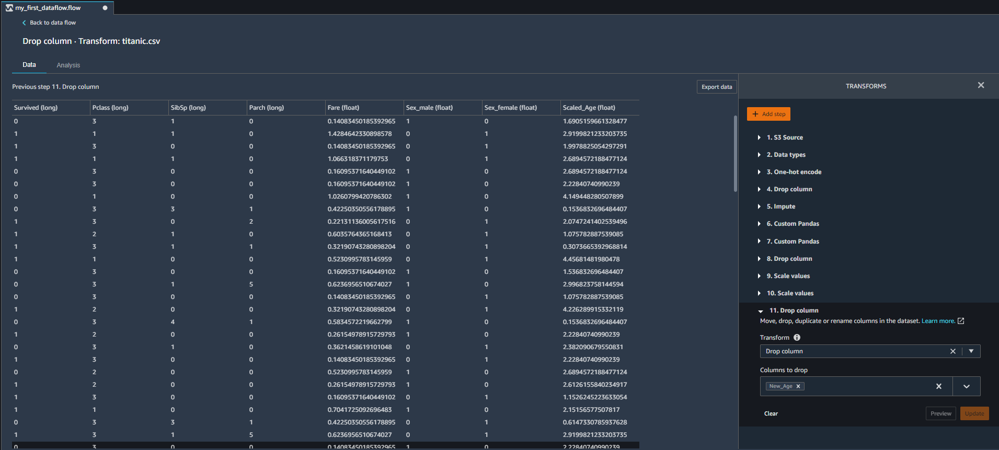 my_first_dataflow.flow
Back to data flow
Drop column · Transform: titanic.csv
Data Analysis
Previous step 11. Drop column
Export data
Survived (long) Pclass (long) SibSp (long) Parch (long) Fare (float) Sex_male (float) Sex_female (float) Scaled_Age (float)
0 3 1 0 0.14083450185392965 1 0 1.6905159661328477
1 1 1 0 1.4284642330898578 0 1 2.9199821233203735
1 3 0 0 0.14083450185392965 0 1 1.9978825054297291
1 1 1 0 1.066318371179753 0 1 2.6894572188477124
0 3 0 0 0.16095371640449102 1 0 2.6894572188477124
0 3 0 0 0.16095371640449102 1 0 2.22840740990239
0 1 0 0 1.0260799420786302 1 0 4.149448280507899
0 3 3 1 0.42250350556178895 1 0 0.1536832696484407
1 3 0 2 0.22131136005617516 0 1 2.0747241402539496
1 2 1 0 0.6035764365168413 0 1 1.075782887539085
1 3 1 1 0.32190743280898204 0 1 0.3073665392968814
1 1 0 0 0.5230995783145959 0 1 4.45681481980478
0 3 0 0 0.16095371640449102 1 0 1.536832696484407
0 3 1 5 0.6236956510674027 1 0 2.996823758144594
0 3 0 0 0.14083450185392965 0 1 1.075782887539085
1 2 0 0 0.32190743280898204 0 1 4.226289915332119
0 3 4 1 0.5834572219662799 1 0 0.1536832696484407
1 2 0 0 0.26154978915729793 1 0 2.22840740990239
0 3 1 0 0.3621458619101048 0 1 2.382090679550831
1 3 0 0 0.14083450185392965 0 1 2.22840740990239
0 2 0 0 0.5230995783145959 1 0 2.6894572188477124
1 2 0 0 0.26154978915729793 1 0 2.6126155840234917
1 3 0 0 0.16095371640449102 0 1 1.1526245223633054
1 1 0 0 0.7041725092696483 1 0 2.15156577507817
0 3 3 1 0.42250350556178895 0 1 0.6147330785937628
1 3 1 5 0.6236956510674027 0 1 2.9199821233203735
0 3 0 0 0.14083450185392965 1 0 2.22840740990239
TRANSFORMS
Add step
1. S3 Source
2. Data types
3. One-hot encode
4. Drop column
5. Impute
6. Custom Pandas
7. Custom Pandas
8. Drop column
9. Scale values
10. Scale values
11. Drop column
Move, drop, duplicate or rename columns in the dataset. Learn more.
Transform
Drop column
Columns to drop
New_Age
Clear Preview Update